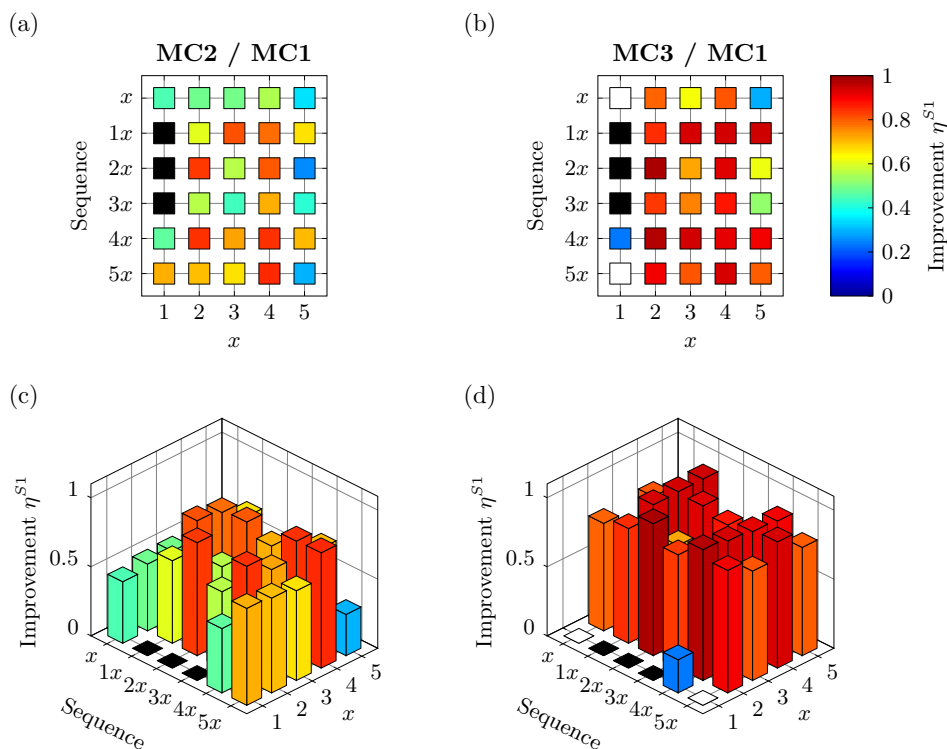 (a)
(b)
MC2 / MC1
MC3 / MC1
x
1x
2x
3x
4x
5x
Sequence
1 2 3 4 5
x
x
1x
2x
3x
4x
5x
Sequence
1 2 3 4 5
x
1
0.8
0.6
0.4
0.2
0
Improvement η^{S1}
(c)
(d)
1
0.5
0
Improvement η^{S1}
x
1x
2x
3x
4x
5x
Sequence
1
2
3
4
5
x
1
0.5
0
Improvement η^{S1}
x
1x
2x
3x
4x
5x
Sequence
1
2
3
4
5
x